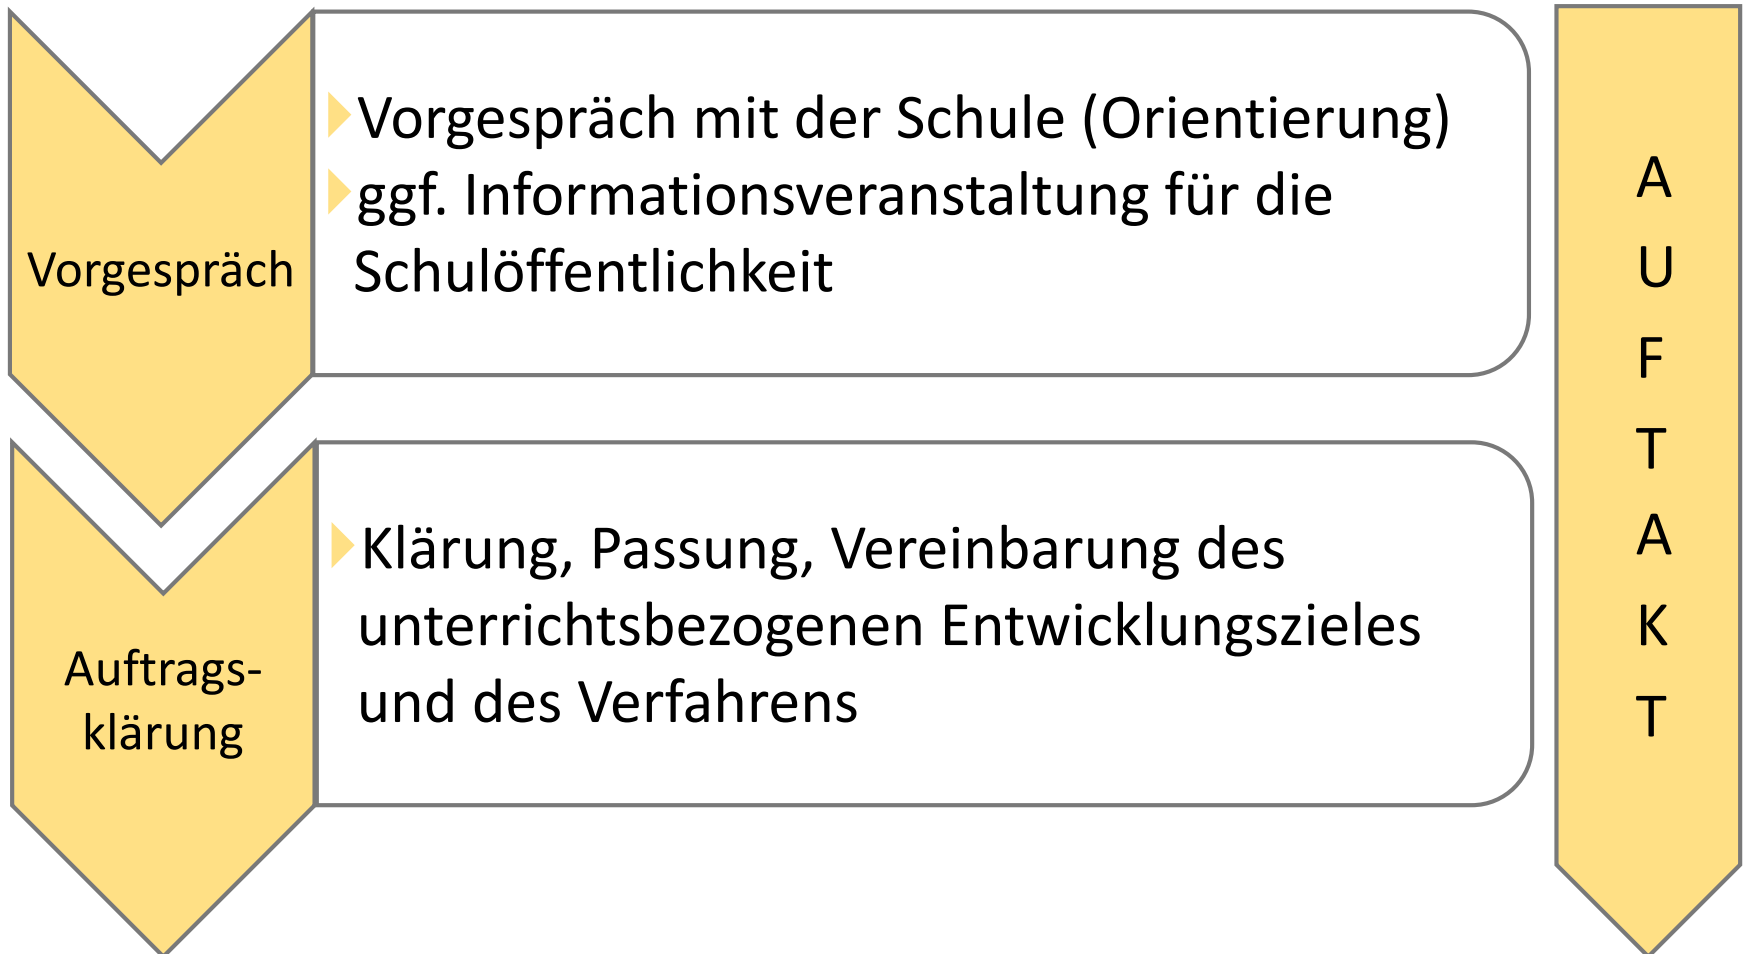 Vorgespräch
Vorgespräch mit der Schule (Orientierung)
ggf. Informationsveranstaltung für die
Schulöffentlichkeit
Auftrags-
klärung
Klärung, Passung, Vereinbarung des
unterrichtsbezogenen Entwicklungszieles
und des Verfahrens
A
U
F
T
A
K
T